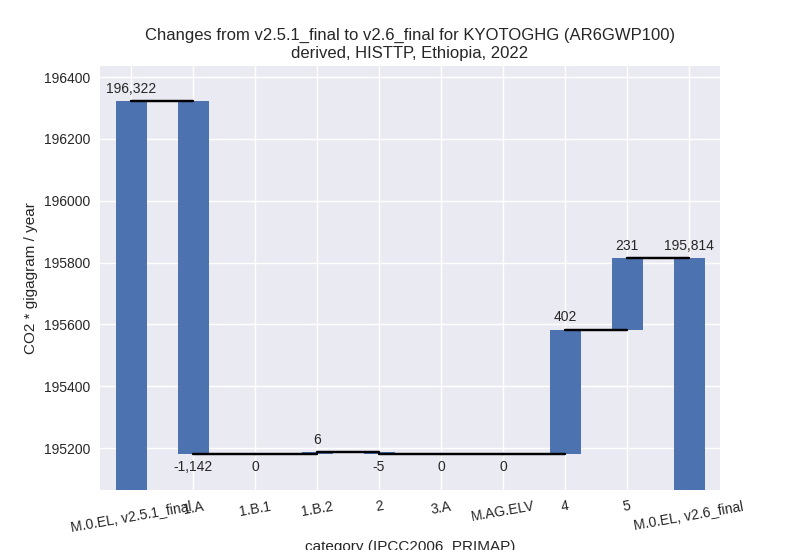 Changes from v2.5.1_final to v2.6_final for KYOTOGHG (AR6GWP100)
derived, HISTTP, Ethiopia, 2022
CO2 * gigagram / year
196400
196200
196000
195800
195600
195400
195200
196,322
-1,142
0
6
-5
0
0
402
231
195,814
M.0.EL, v2.5.1_final
1.A
1.B.1
1.B.2
2
3.A
M.AG.ELV
4
5
M.0.EL, v2.6_final
category (IPCC2006_PRIMAP)